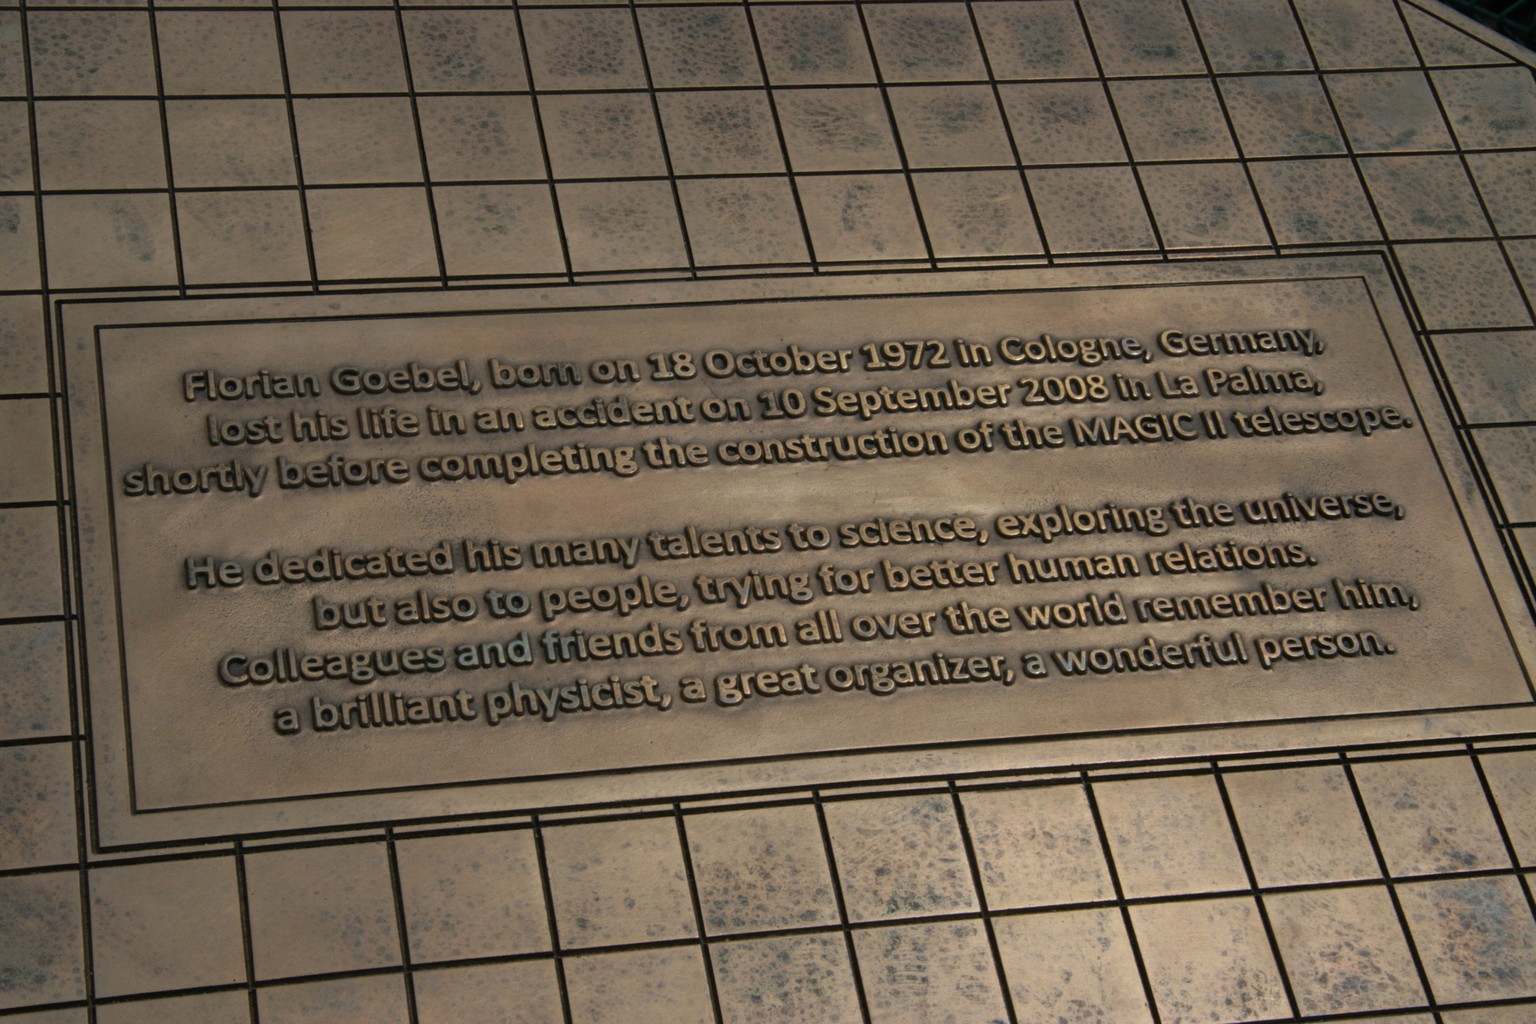 Florian Goebel, born on 18 October 1972 in Cologne, Germany,
lost his life in an accident on 10 September 2008 in La Palma,
shortly before completing the construction of the MAGIC II telescope.
He dedicated his many talents to science, exploring the universe,
but also to people, trying for better human relations.
Colleagues and friends from all over the world remember him,
a brilliant physicist, a great organizer, a wonderful person.